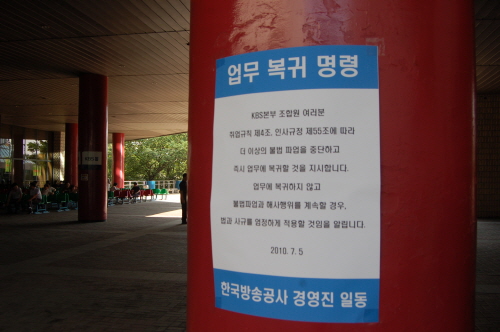 업무 복귀 명령
KBS본부 조합원 여러분
취업규칙 제4조, 인사규정 제55조에 따라
더 이상의 불법 파업을 중단하고
즉시 업무에 복귀할 것을 지시합니다.
업무에 복귀하지 않고
불법파업과 해사행위를 계속할 경우,
법과 사규를 엄정하게 적용할 것임을 알립니다.
2010. 7. 5
한국방송공사 경영진 일동